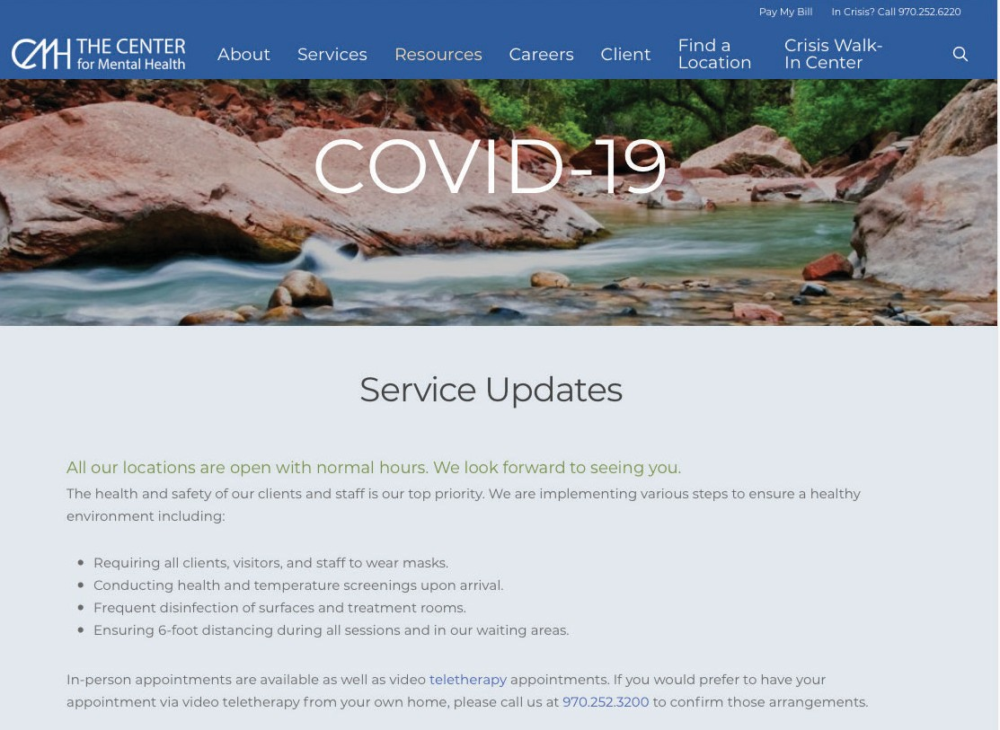 Pay My Bill In Crisis? Call 970.252.6220
CMH THE CENTER
for Mental Health
About Services Resources Careers Client Find a
Location Crisis Walk-
In Center
COVID-19
Service Updates
All our locations are open with normal hours. We look forward to seeing you.
The health and safety of our clients and staff is our top priority. We are implementing various steps to ensure a healthy
environment including:
• Requiring all clients, visitors, and staff to wear masks.
• Conducting health and temperature screenings upon arrival.
• Frequent disinfection of surfaces and treatment rooms.
• Ensuring 6-foot distancing during all sessions and in our waiting areas.
In-person appointments are available as well as video teletherapy appointments. If you would prefer to have your
appointment via video teletherapy from your own home, please call us at 970.252.3200 to confirm those arrangements.